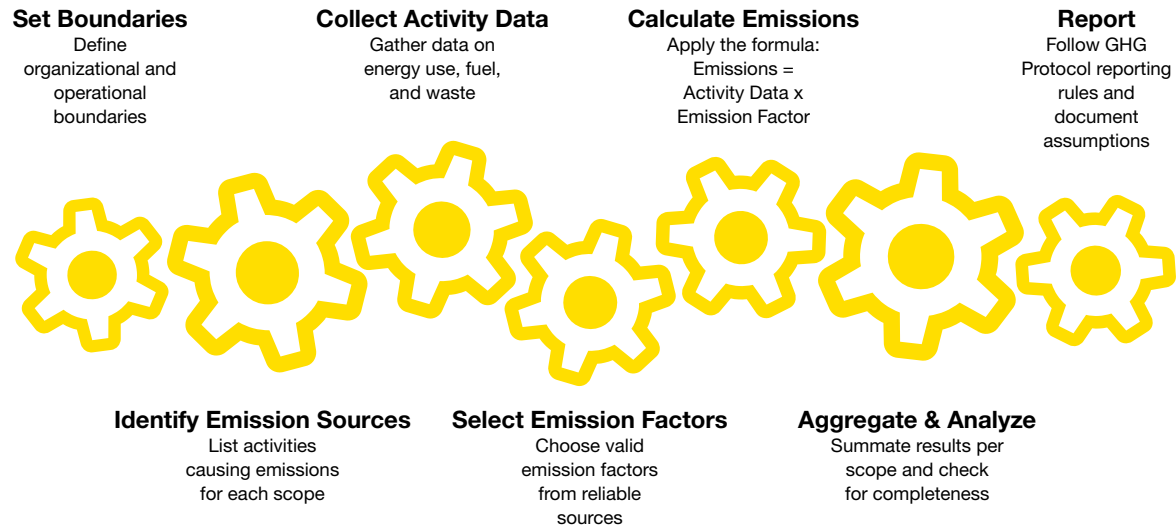 Set Boundaries
Define
organizational and
operational
boundaries
Identify Emission Sources
List activities
causing emissions
for each scope
Collect Activity Data
Gather data on
energy use, fuel,
and waste
Select Emission Factors
Choose valid
emission factors
from reliable
sources
Calculate Emissions
Apply the formula:
Emissions =
Activity Data x
Emission Factor
Aggregate & Analyze
Summate results per
scope and check
for completeness
Report
Follow GHG
Protocol reporting
rules and
document
assumptions